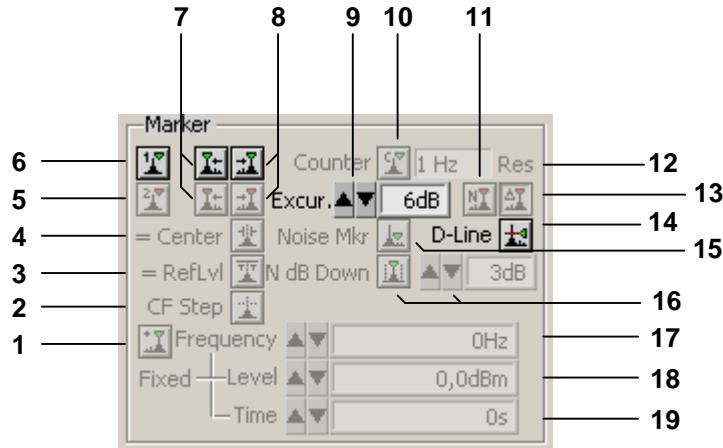 7 8 9 10 11
Marker
6 1 Counter C 1 Hz Res 12
5 2 Excur. 6dB N Δ 13
4 = Center Noise Mkr D-Line 14
15
3 = RefLvl N dB Down 3dB
2 CF Step 16
1 Frequency 0Hz 17
Fixed Level 0,0dBm 18
Time 0s 19